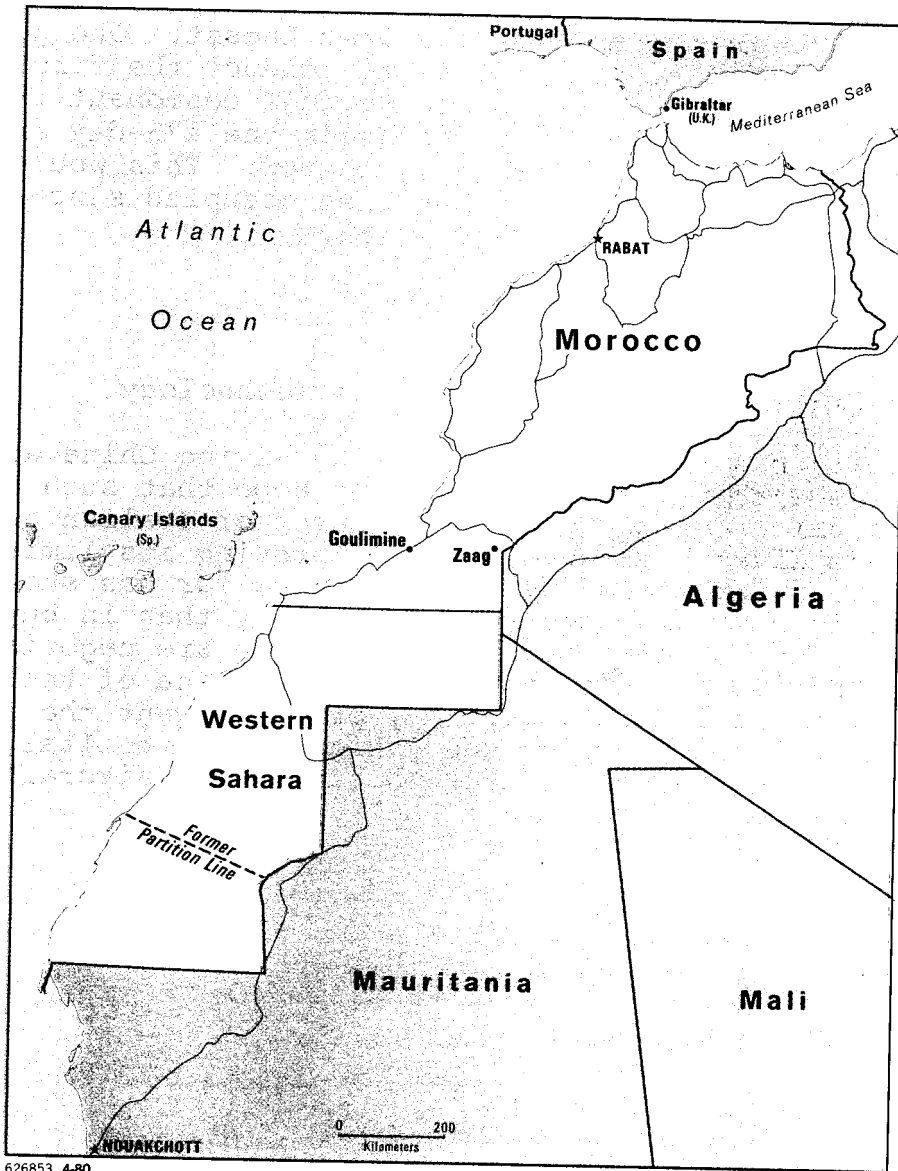 Portugal
Spain
Gibraltar
(U.K.)
Mediterranean Sea
Atlantic
Ocean
RABAT
Morocco
Canary Islands
(Sp.)
Goulimine
Zaag
Algeria
Western
Sahara
Former
Partition Line
Mauritania
Mali
0 200
Kilometers
NOUAKCHOTT
626853 4-80